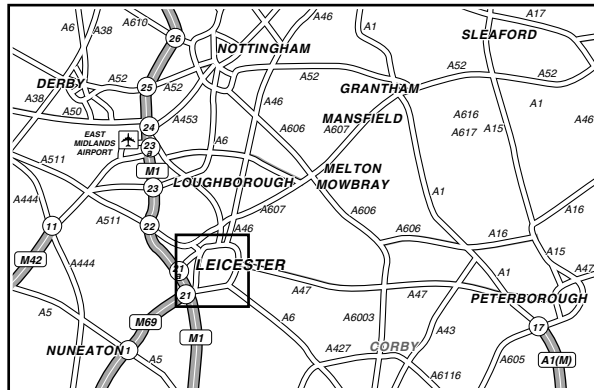 A46
A17
A6
A38
A610
A1
26
NOTTINGHAM
SLEAFORD
DERBY
A52
25
A52
A52
A52
GRANTHAM
A38
A50
24
A453
A46
A1
A616
MANSFIELD
A606
A607
A617
A15
A46
EAST
MIDLANDS
AIRPORT
23
a
A6
A511
M1
MELTON
MOWBRAY
23
LOUGHBOROUGH
A444
A1
A511
22
A607
A606
A16
11
A46
A606
A16
M42
A444
21
a
LEICESTER
A15
A47
A1
21
A47
A47
PETERBOROUGH
A5
M69
A6
A6003
A43
17
NUNEATON
1
M1
A427
CORBY
A605
A1(M)
A5
A6116